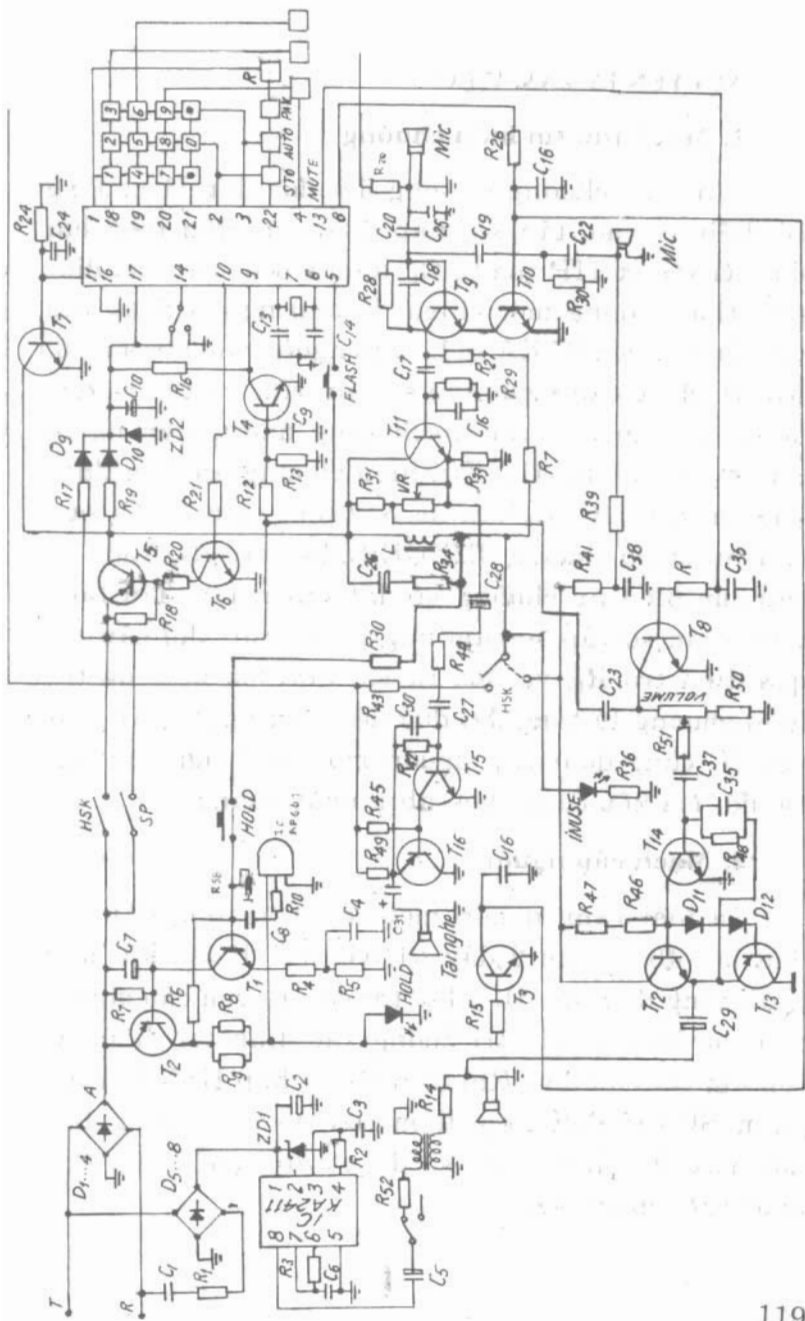 T
R
C1
R1
D1...4
A
D5...8
ZD1
C2
1
2
3
4
8
7
6
5
IC
KA2411
R2
C3
R3
C6
C5
R52
R14
R7
C7
T2
R6
R9
R8
HOLD
T1
R4
R5
C4
C8
R10
HOLD
HSK
SP
R18
T5
R20
T6
R21
R17
R19
D9
D10
ZD2
C10
R16
T4
R12
R13
C9
T7
R24
C24
11
16
17
14
10
9
7
6
5
1
18
19
20
21
2
3
22
4
13
8
1
2
3
4
5
6
7
8
9
0
STO
AUTO
PAK
R
MUTE
C13
C14
FLASH
R28
C18
T9
T10
C20
C25
R20
Mic
C19
R26
C16
C22
R30
Mic
C17
R27
C16
R29
T11
R33
R31
VR
L
C26
R34
C28
R7
R30
R43
R44
C27
HSK
C30
R42
T15
R45
R49
T16
C31
Tainghe
C16
T3
R15
R41
C38
R39
R
C36
T8
C23
VOLUME
R50
R51
C37
INUSE
R36
C35
R48
T14
R47
R46
D11
D12
T12
T13
C29
119